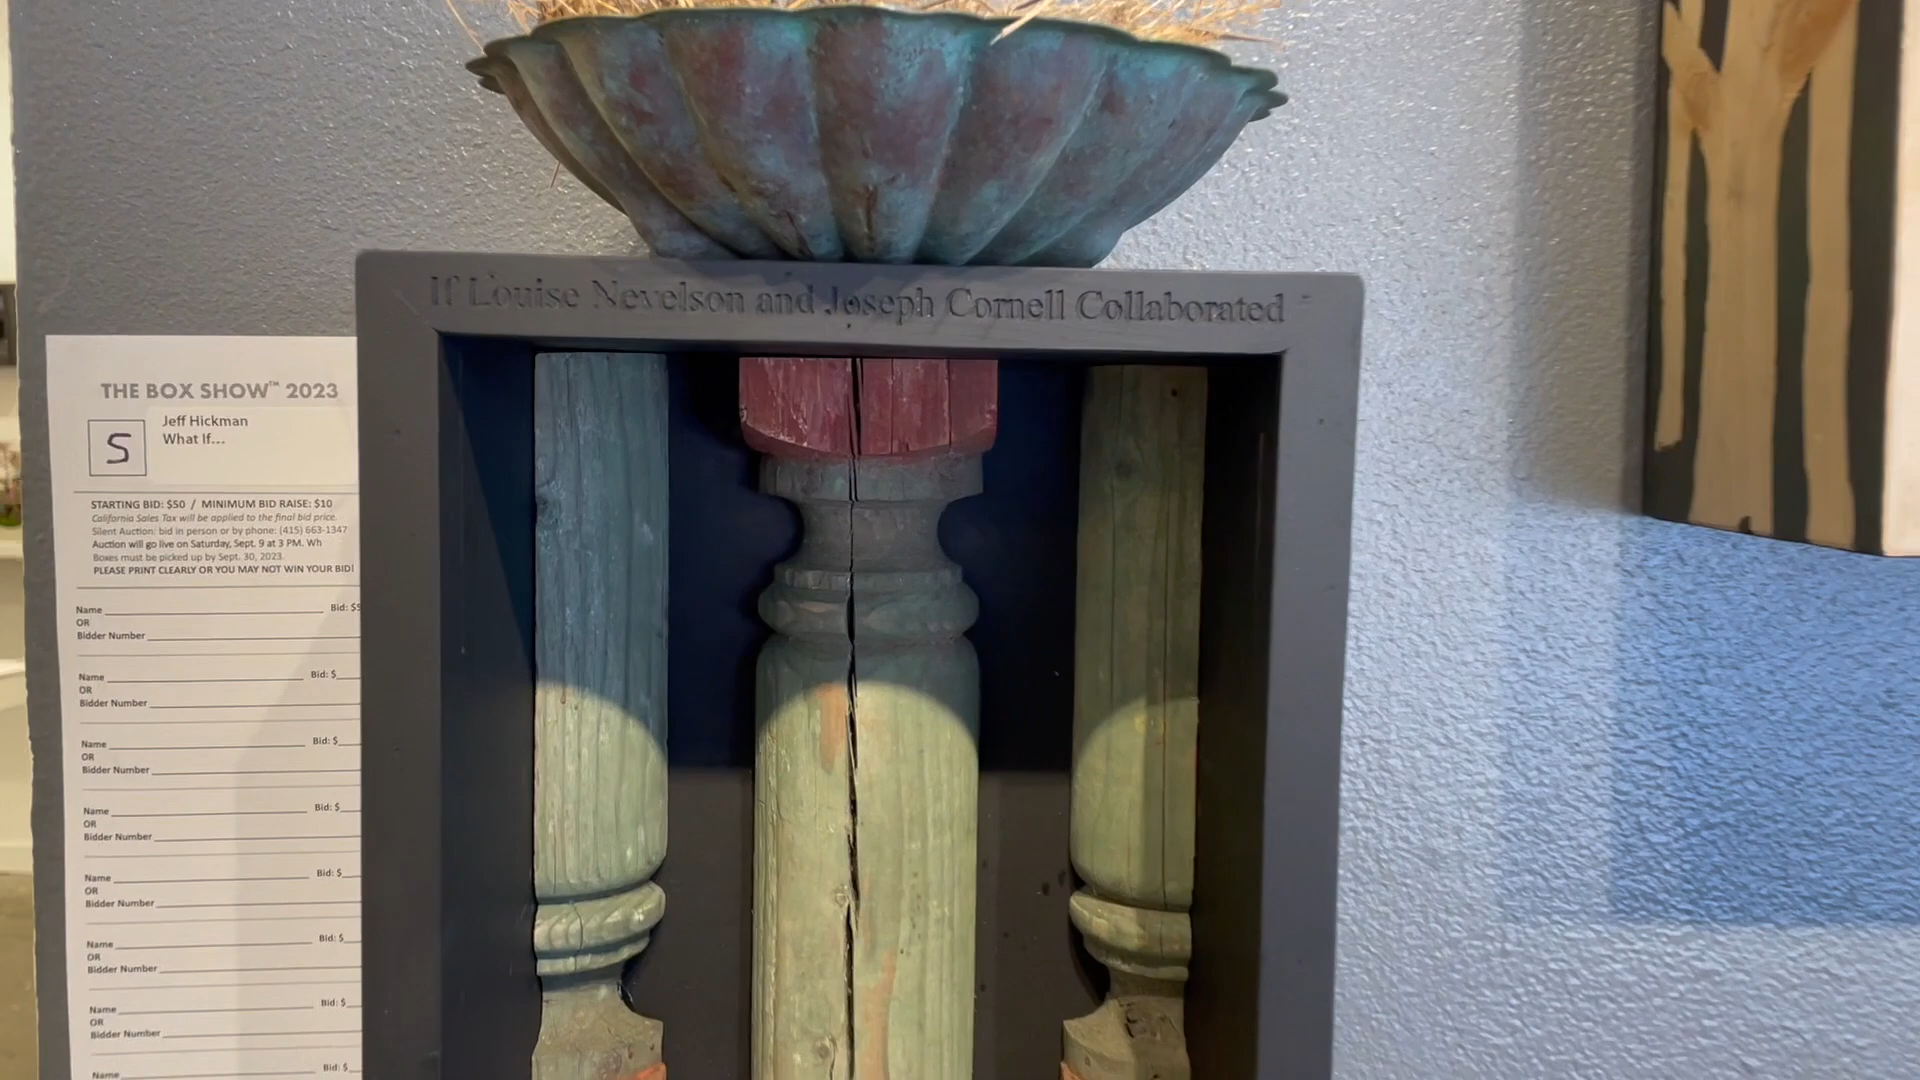 If Louise Nevelson and Joseph Cornell Collaborated
THE BOX SHOW™ 2023
S
Jeff Hickman
What If...
STARTING BID: $50 / MINIMUM BID RAISE: $10
California Sales Tax will be applied to the final bid price.
Silent Auction: bid in person or by phone: (415) 663-1347
Auction will go live on Saturday, Sept. 9 at 3 PM. Wh
Boxes must be picked up by Sept. 30, 2023.
PLEASE PRINT CLEARLY OR YOU MAY NOT WIN YOUR BID!
Name Bid: $5
OR
Bidder Number
Name Bid: $
OR
Bidder Number
Name Bid: $
OR
Bidder Number
Name Bid: $
OR
Bidder Number
Name Bid: $
OR
Bidder Number
Name Bid: $
OR
Bidder Number
Name Bid: $
OR
Bidder Number
Name Bid: $